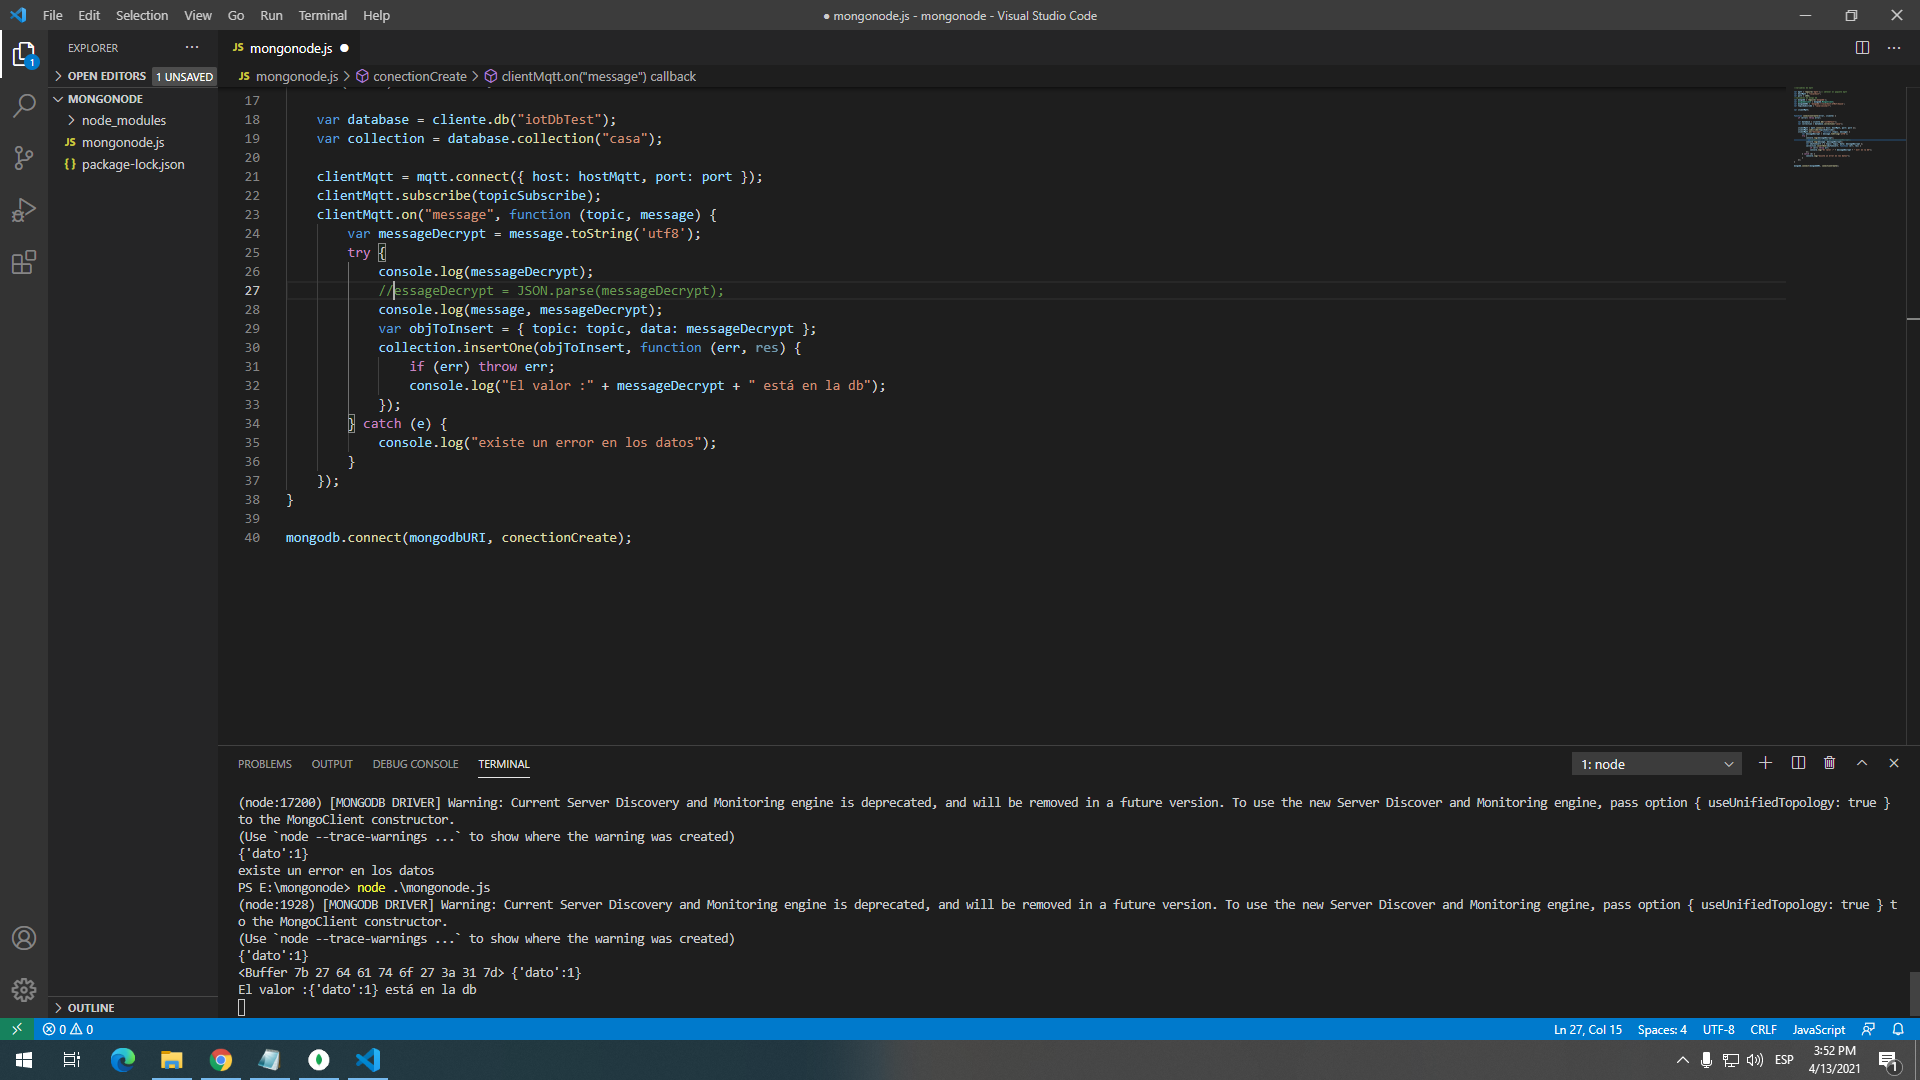 File Edit Selection View Go Run Terminal Help
● mongonode.js - mongonode - Visual Studio Code
EXPLORER ···
JS mongonode.js ●
OPEN EDITORS 1 UNSAVED
JS mongonode.js > conectionCreate > clientMqtt.on("message") callback
MONGONODE
node_modules
JS mongonode.js
{} package-lock.json
1
17
18 var database = cliente.db("iotDbTest");
19 var collection = database.collection("casa");
20
21 clientMqtt = mqtt.connect({ host: hostMqtt, port: port });
22 clientMqtt.subscribe(topicSubscribe);
23 clientMqtt.on("message", function (topic, message) {
24 var messageDecrypt = message.toString('utf8');
25 try {
26 console.log(messageDecrypt);
27 //essageDecrypt = JSON.parse(messageDecrypt);
28 console.log(message, messageDecrypt);
29 var objToInsert = { topic: topic, data: messageDecrypt };
30 collection.insertOne(objToInsert, function (err, res) {
31 if (err) throw err;
32 console.log("El valor :" + messageDecrypt + " está en la db");
33 });
34 } catch (e) {
35 console.log("existe un error en los datos");
36 }
37 });
38 }
39
40 mongodb.connect(mongodbURI, conectionCreate);
PROBLEMS OUTPUT DEBUG CONSOLE TERMINAL
1: node
(node:17200) [MONGODB DRIVER] Warning: Current Server Discovery and Monitoring engine is deprecated, and will be removed in a future version. To use the new Server Discover and Monitoring engine, pass option { useUnifiedTopology: true }
to the MongoClient constructor.
(Use `node --trace-warnings ...` to show where the warning was created)
{'dato':1}
existe un error en los datos
PS E:\mongonode> node .\mongonode.js
(node:1928) [MONGODB DRIVER] Warning: Current Server Discovery and Monitoring engine is deprecated, and will be removed in a future version. To use the new Server Discover and Monitoring engine, pass option { useUnifiedTopology: true } t
o the MongoClient constructor.
(Use `node --trace-warnings ...` to show where the warning was created)
{'dato':1}
<Buffer 7b 27 64 61 74 6f 27 3a 31 7d> {'dato':1}
El valor :{'dato':1} está en la db
OUTLINE
0 0
Ln 27, Col 15 Spaces: 4 UTF-8 CRLF JavaScript
ESP
3:52 PM
4/13/2021
1